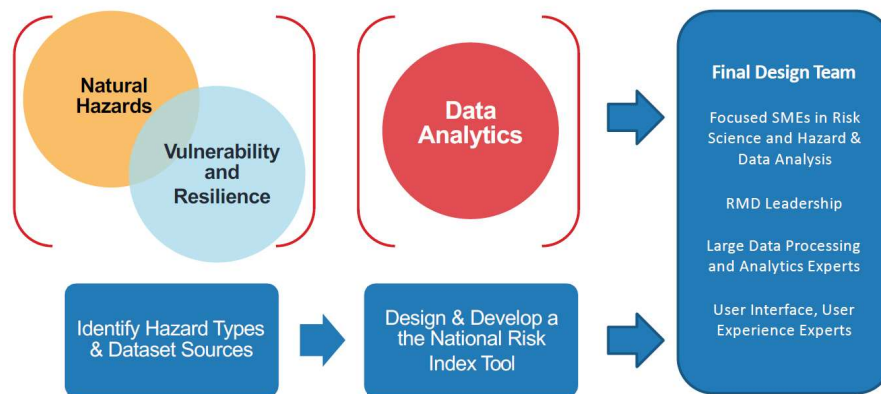 Natural
Hazards
Vulnerability
and
Resilience
Data
Analytics
Identify Hazard Types
& Dataset Sources
Design & Develop a
the National Risk
Index Tool
Final Design Team
Focused SMEs in Risk
Science and Hazard &
Data Analysis
RMD Leadership
Large Data Processing
and Analytics Experts
User Interface, User
Experience Experts